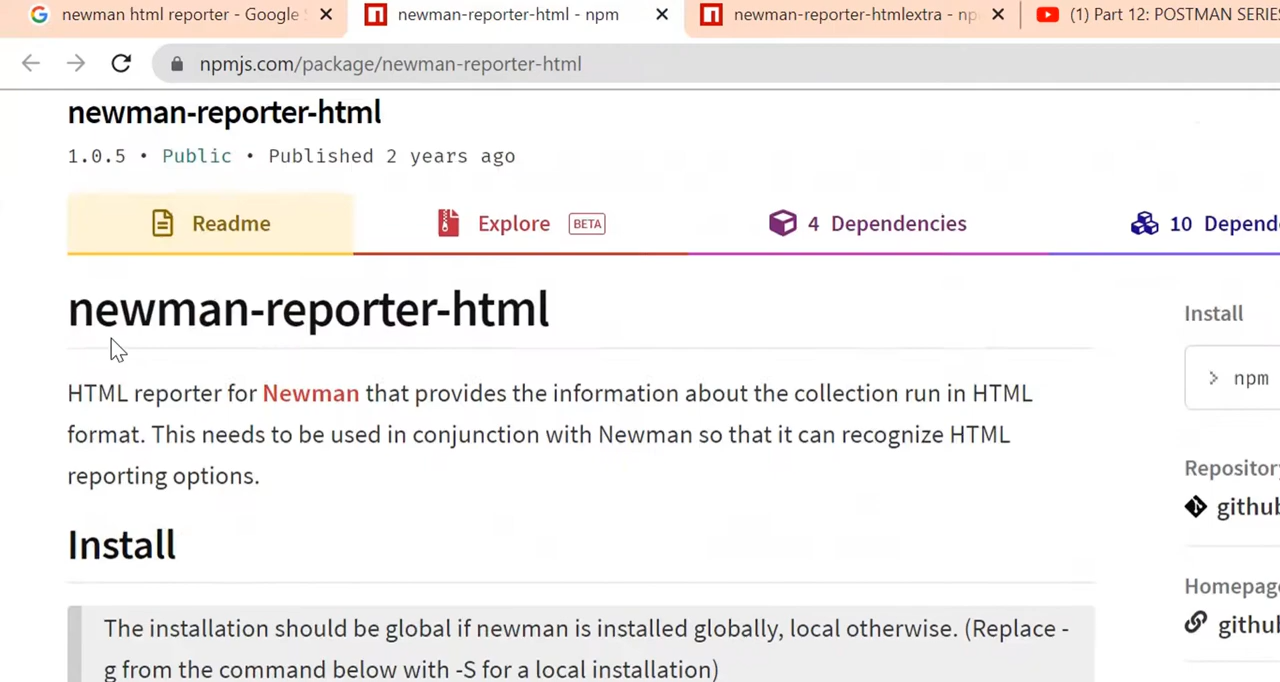 newman html reporter - Google
newman-reporter-html - npm
newman-reporter-htmlextra - np
(1) Part 12: POSTMAN SERIES
npmjs.com/package/newman-reporter-html
newman-reporter-html
1.0.5 • Public • Published 2 years ago
Readme
Explore BETA
4 Dependencies
10 Depend
newman-reporter-html
HTML reporter for Newman that provides the information about the collection run in HTML
format. This needs to be used in conjunction with Newman so that it can recognize HTML
reporting options.
Install
The installation should be global if newman is installed globally, local otherwise. (Replace -
g from the command below with -S for a local installation)
Install
> npm
Repository
github
Homepage
github